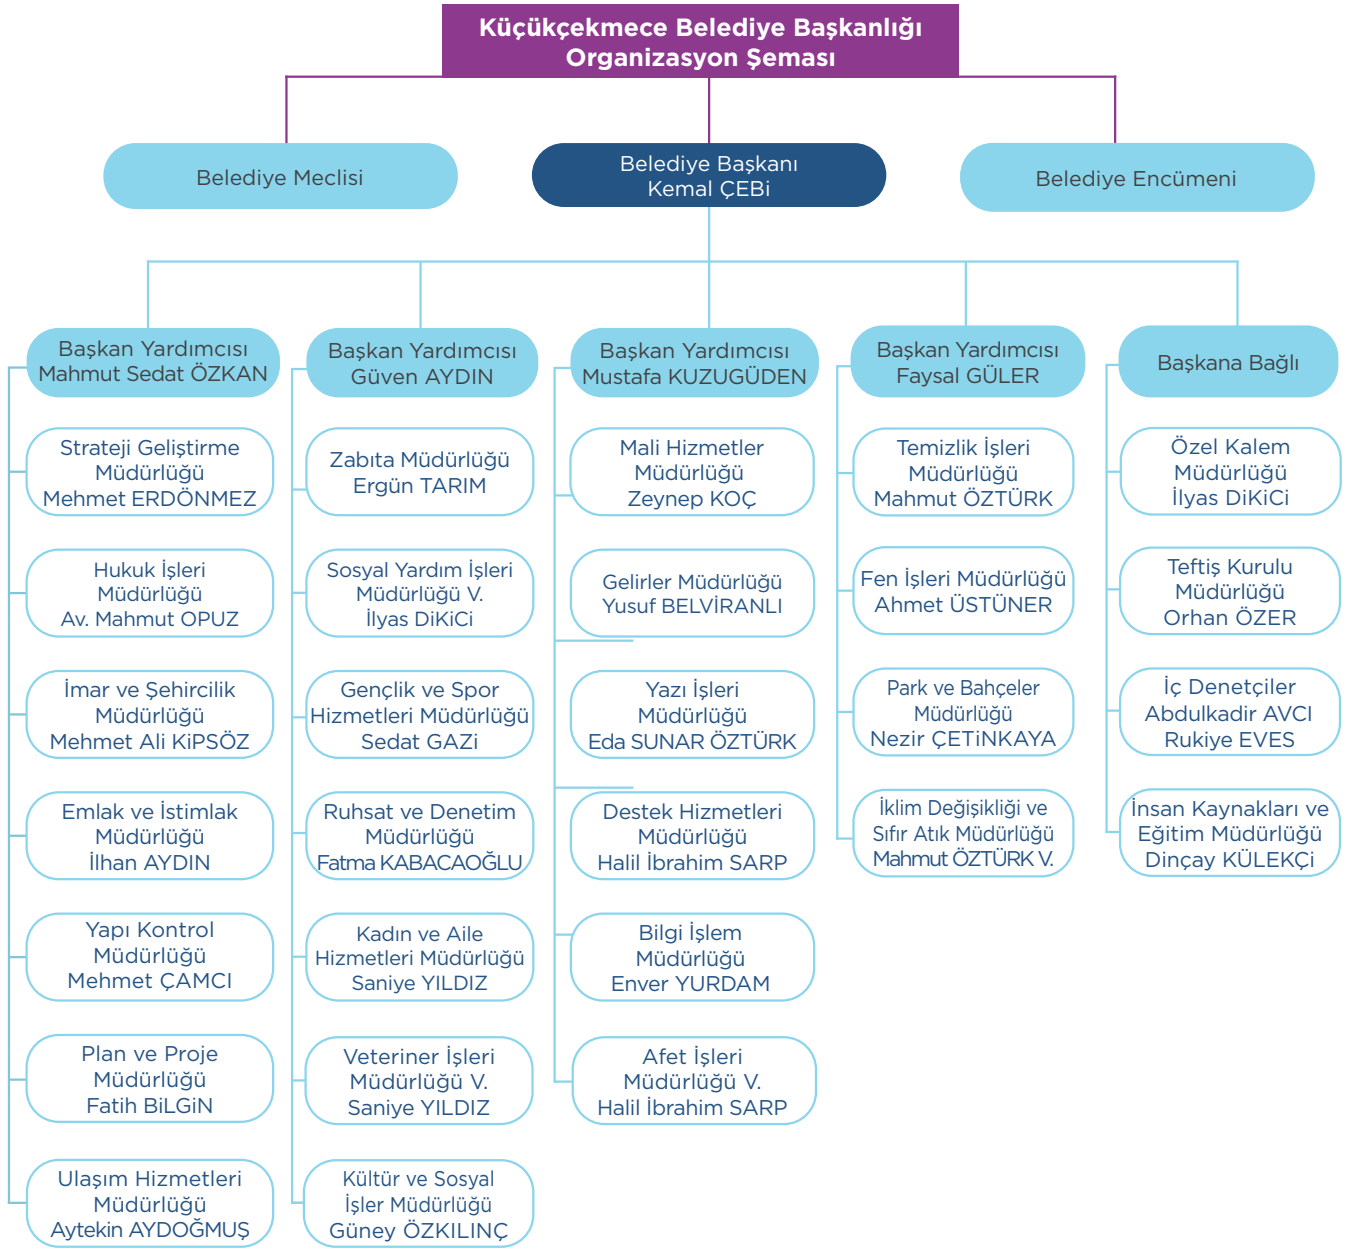 Küçükçekmece Belediye Başkanlığı
Organizasyon Şeması
Belediye Meclisi
Belediye Başkanı
Kemal ÇEBi
Belediye Encümeni
Başkan Yardımcısı
Mahmut Sedat ÖZKAN
Strateji Geliştirme
Müdürlüğü
Mehmet ERDÖNMEZ
Hukuk İşleri
Müdürlüğü
Av. Mahmut OPUZ
İmar ve Şehircilik
Müdürlüğü
Mehmet Ali KiPSÖZ
Emlak ve İstimlak
Müdürlüğü
İlhan AYDIN
Yapı Kontrol
Müdürlüğü
Mehmet ÇAMCI
Plan ve Proje
Müdürlüğü
Fatih BiLGiN
Ulaşım Hizmetleri
Müdürlüğü
Aytekin AYDOĞMUŞ
Başkan Yardımcısı
Güven AYDIN
Zabıta Müdürlüğü
Ergün TARIM
Sosyal Yardım İşleri
Müdürlüğü V.
İlyas DiKiCi
Gençlik ve Spor
Hizmetleri Müdürlüğü
Sedat GAZi
Ruhsat ve Denetim
Müdürlüğü
Fatma KABACAOĞLU
Kadın ve Aile
Hizmetleri Müdürlüğü
Saniye YILDIZ
Veteriner İşleri
Müdürlüğü V.
Saniye YILDIZ
Kültür ve Sosyal
İşler Müdürlüğü
Güney ÖZKILINÇ
Başkan Yardımcısı
Mustafa KUZUGÜDEN
Mali Hizmetler
Müdürlüğü
Zeynep KOÇ
Gelirler Müdürlüğü
Yusuf BELVİRANLI
Yazı İşleri
Müdürlüğü
Eda SUNAR ÖZTÜRK
Destek Hizmetleri
Müdürlüğü
Halil İbrahim SARP
Bilgi İşlem
Müdürlüğü
Enver YURDAM
Afet İşleri
Müdürlüğü V.
Halil İbrahim SARP
Başkan Yardımcısı
Faysal GÜLER
Temizlik İşleri
Müdürlüğü
Mahmut ÖZTÜRK
Fen İşleri Müdürlüğü
Ahmet ÜSTÜNER
Park ve Bahçeler
Müdürlüğü
Nezir ÇETiNKAYA
İklim Değişikliği ve
Sıfır Atık Müdürlüğü
Mahmut ÖZTÜRK V.
Başkana Bağlı
Özel Kalem
Müdürlüğü
İlyas DiKiCi
Teftiş Kurulu
Müdürlüğü
Orhan ÖZER
İç Denetçiler
Abdulkadir AVCI
Rukiye EVES
İnsan Kaynakları ve
Eğitim Müdürlüğü
Dinçay KÜLEKÇi